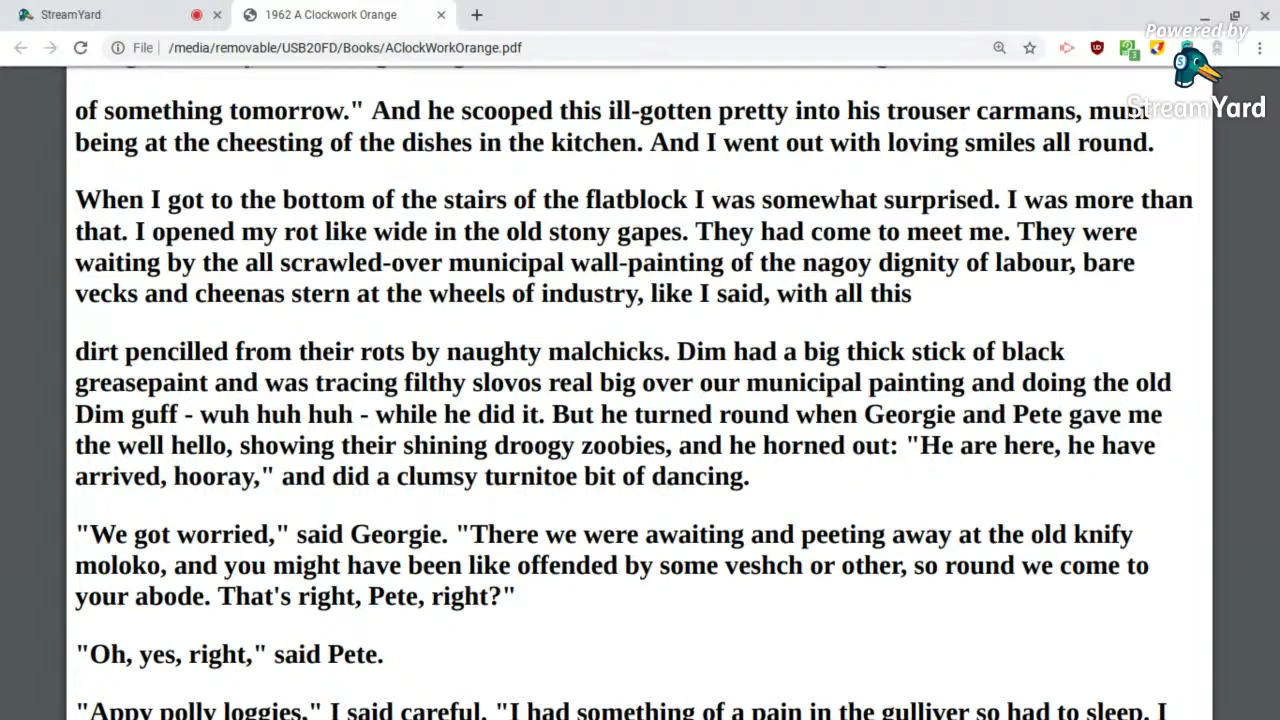 StreamYard
1962 A Clockwork Orange
File
/media/removable/USB20FD/Books/AClockWorkOrange.pdf
Powered by
StreamYard
of something tomorrow." And he scooped this ill-gotten pretty into his trouser carmans, mum
being at the cheesting of the dishes in the kitchen. And I went out with loving smiles all round.
When I got to the bottom of the stairs of the flatblock I was somewhat surprised. I was more than
that. I opened my rot like wide in the old stony gapes. They had come to meet me. They were
waiting by the all scrawled-over municipal wall-painting of the nagoy dignity of labour, bare
vecks and cheenas stern at the wheels of industry, like I said, with all this
dirt pencilled from their rots by naughty malchicks. Dim had a big thick stick of black
greasepaint and was tracing filthy slovos real big over our municipal painting and doing the old
Dim guff - wuh huh huh - while he did it. But he turned round when Georgie and Pete gave me
the well hello, showing their shining droogy zoobies, and he horned out: "He are here, he have
arrived, hooray," and did a clumsy turnitoe bit of dancing.
"We got worried," said Georgie. "There we were awaiting and peeting away at the old knify
moloko, and you might have been like offended by some veshch or other, so round we come to
your abode. That's right, Pete, right?"
"Oh, yes, right," said Pete.
"Appy polly loggies," I said careful. "I had something of a pain in the gulliver so had to sleep. I